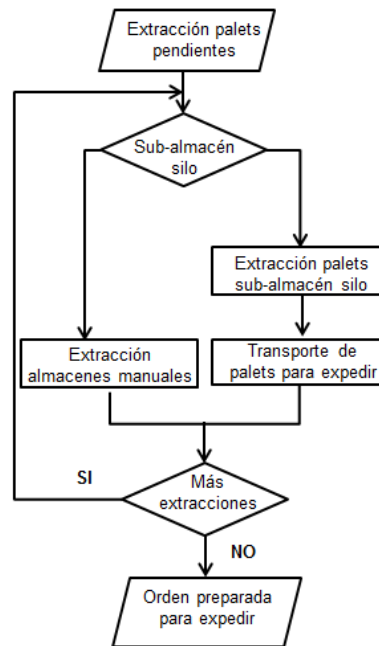 Extracción palets
pendientes
Sub-almacén
silo
Extracción palets
sub-almacén silo
Extracción
almacenes manuales
Transporte de
palets para expedir
SI
Más
extracciones
NO
Orden preparada
para expedir